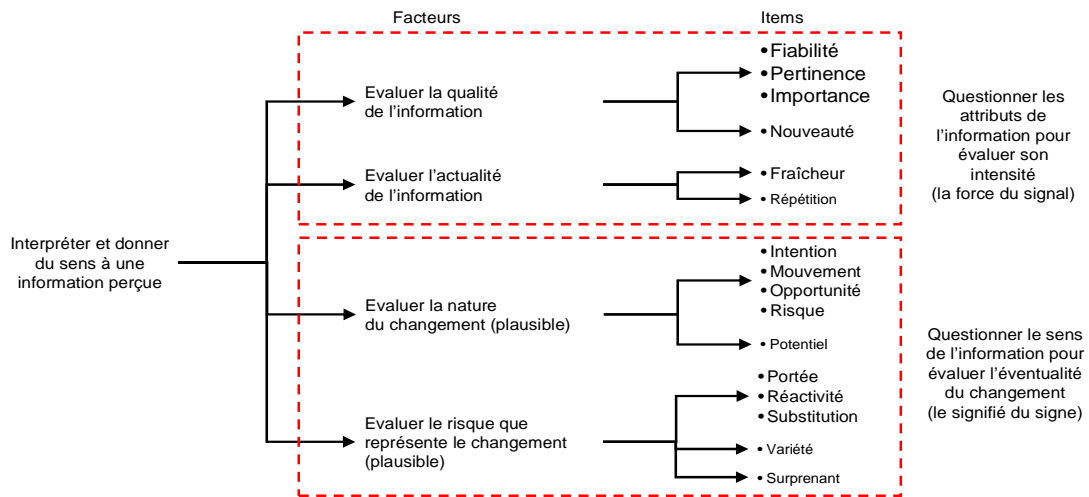 Facteurs
Items
Interpréter et donner
du sens à une
information perçue
Evaluer la qualité
de l'information
• Fiabilité
• Pertinence
• Importance
• Nouveauté
Evaluer l'actualité
de l'information
• Fraîcheur
• Répétition
Questionner les
attributs de
l'information pour
évaluer son
intensité
(la force du signal)
Evaluer la nature
du changement (plausible)
• Intention
• Mouvement
• Opportunité
• Risque
• Potentiel
Evaluer le risque que
représente le changement
(plausible)
• Portée
• Réactivité
• Substitution
• Variété
• Surprenant
Questionner le sens
de l'information pour
évaluer l'éventualité
du changement
(le signifié du signe)